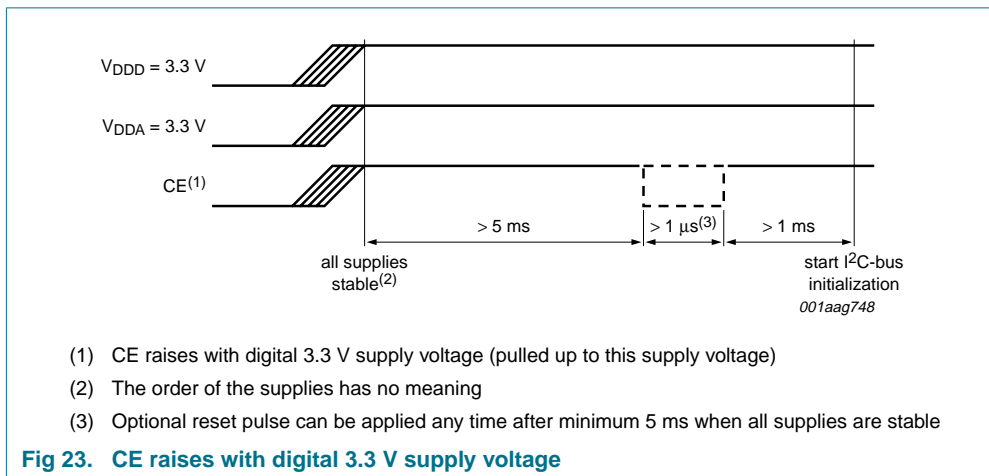 VDDD = 3.3 V
VDDA = 3.3 V
CE(1)
> 5 ms
> 1 μs(3)
> 1 ms
all supplies
stable(2)
start I2C-bus
initialization
001aag748
(1) CE raises with digital 3.3 V supply voltage (pulled up to this supply voltage)
(2) The order of the supplies has no meaning
(3) Optional reset pulse can be applied any time after minimum 5 ms when all supplies are stable
Fig 23. CE raises with digital 3.3 V supply voltage